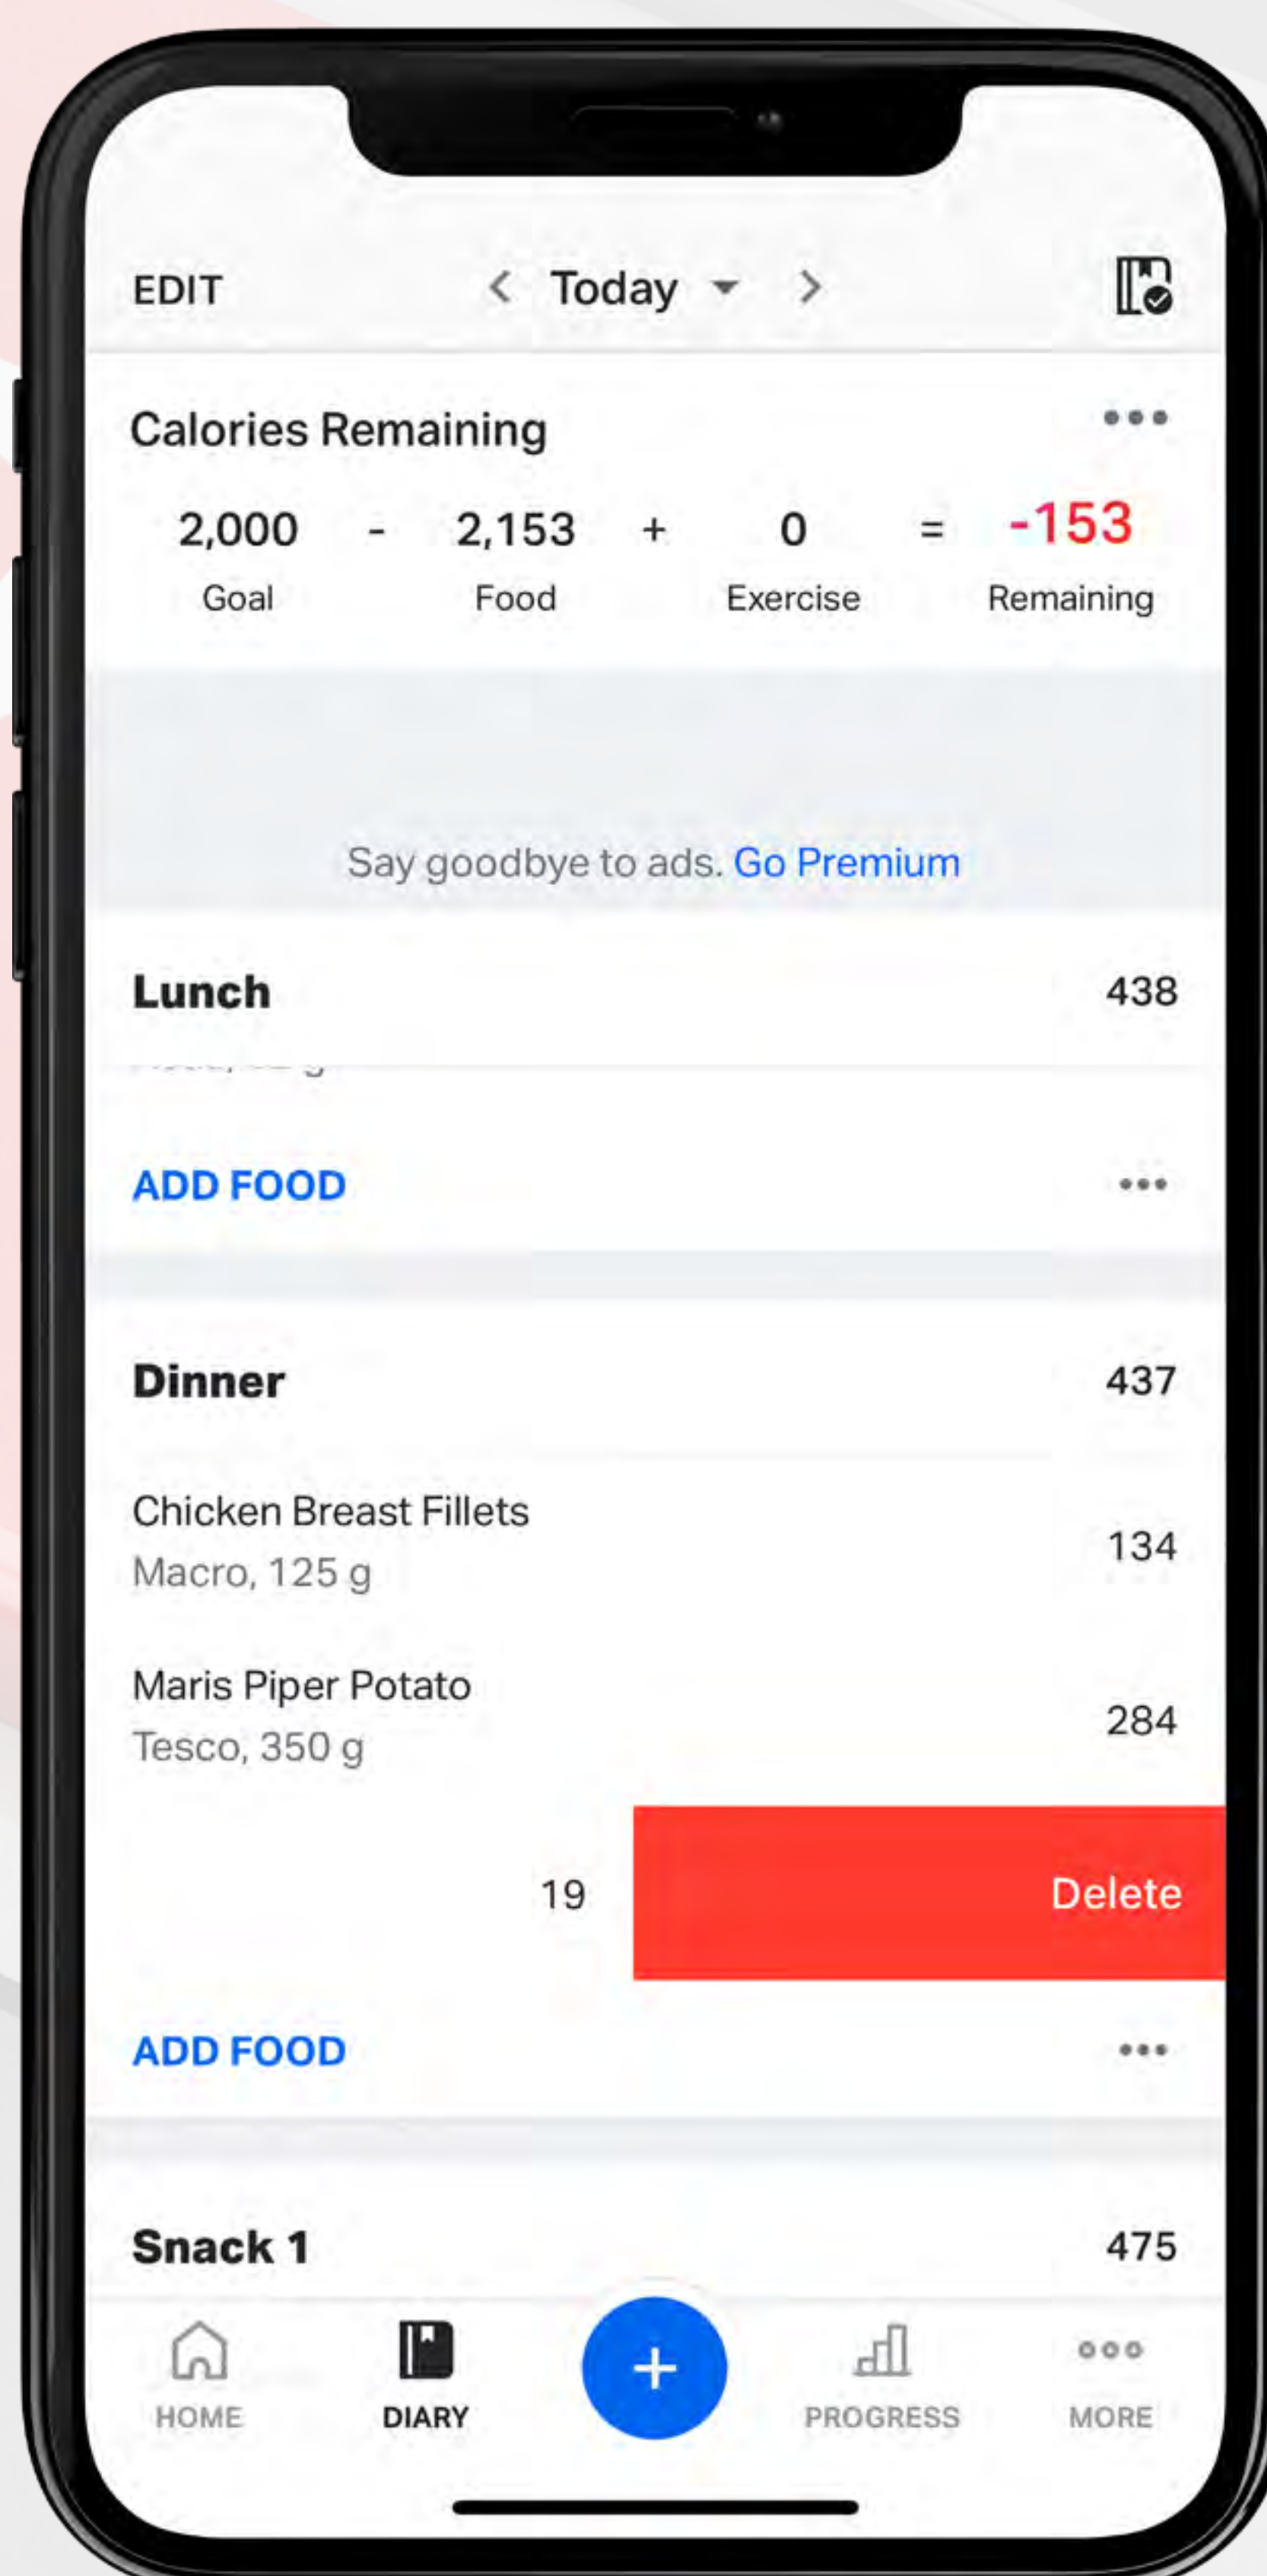 EDIT
Today
Calories Remaining
2,000 - 2,153 + 0 = -153
Goal Food Exercise Remaining
Say goodbye to ads. Go Premium
Lunch 438
ADD FOOD
Dinner 437
Chicken Breast Fillets
Macro, 125 g
134
Maris Piper Potato
Tesco, 350 g
284
19 Delete
ADD FOOD
Snack 1 475
HOME DIARY + PROGRESS MORE